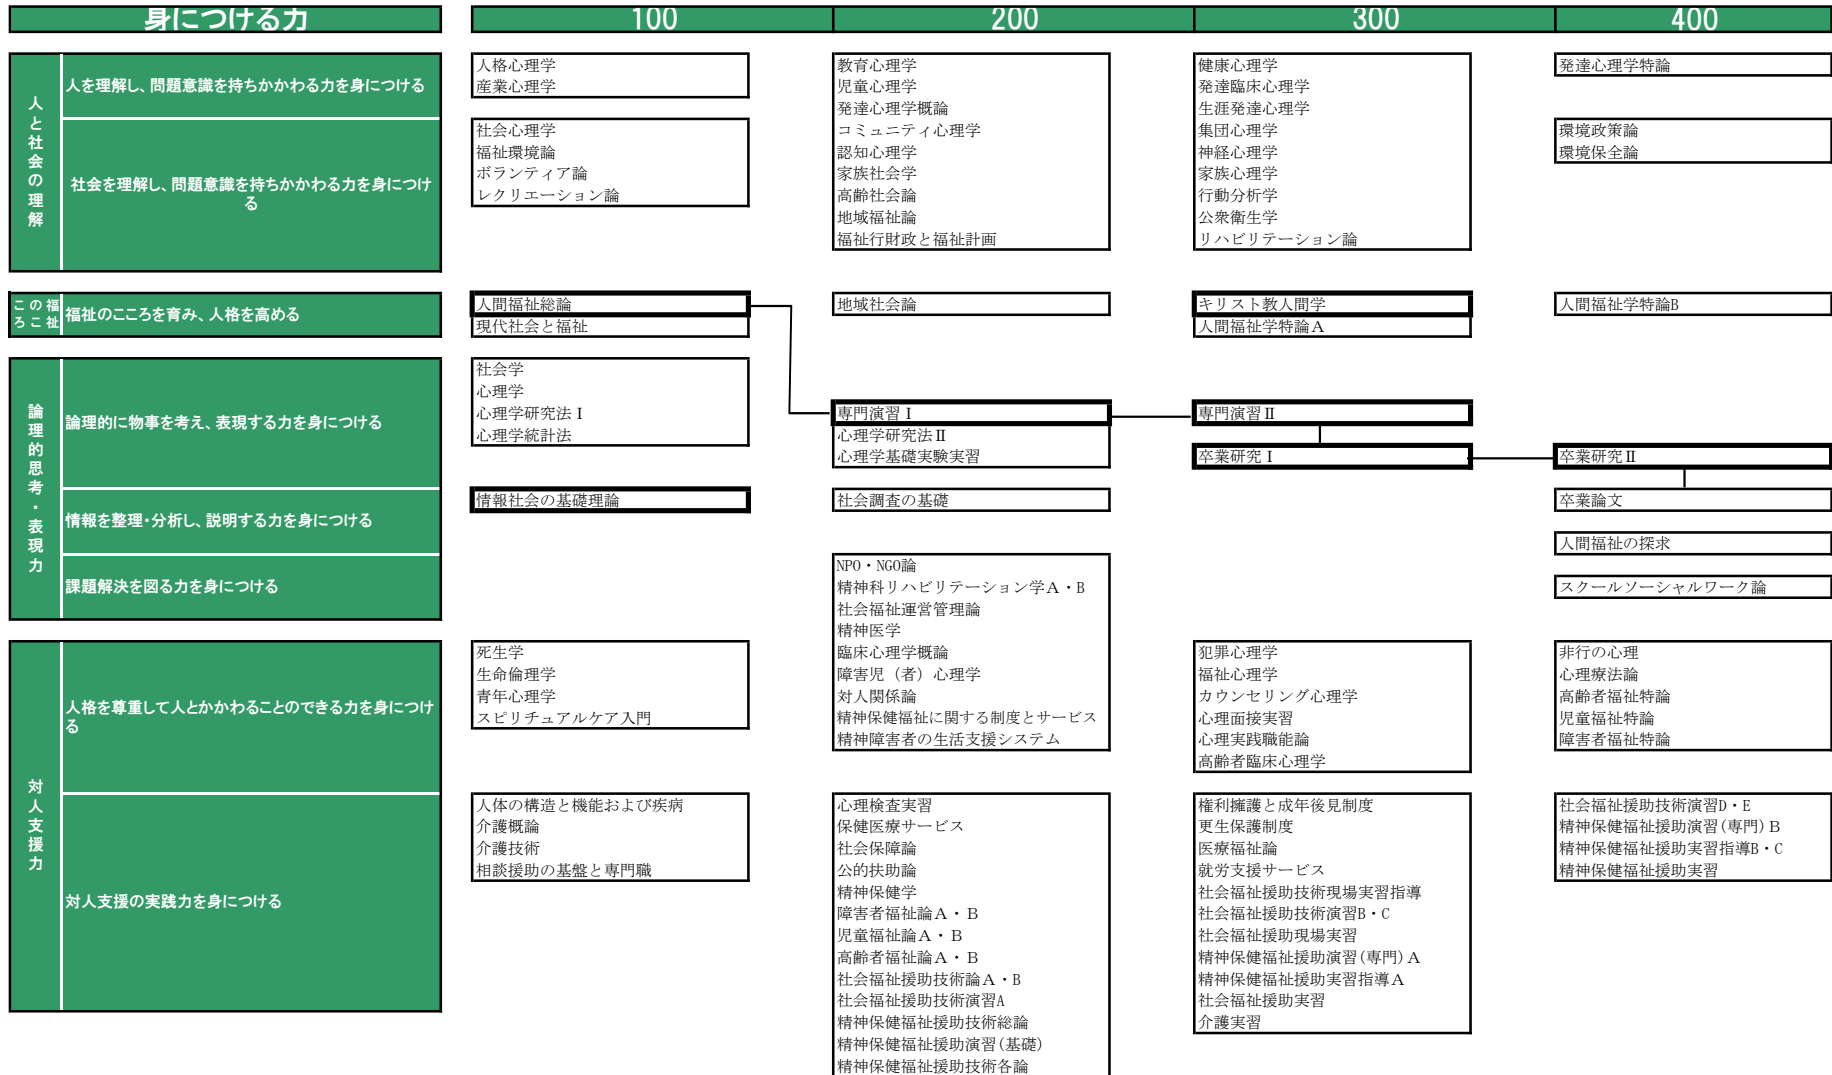 身につける力
100
200
300
400
人と社会の理解
人を理解し、問題意識を持ちかかわる力を身につける
人格心理学
産業心理学
教育心理学
児童心理学
発達心理学概論
コミュニティ心理学
認知心理学
家族社会学
高齢社会論
地域福祉論
福祉行財政と福祉計画
健康心理学
発達臨床心理学
生涯発達心理学
集団心理学
神経心理学
家族心理学
行動分析学
公衆衛生学
リハビリテーション論
発達心理学特論
社会を理解し、問題意識を持ちかかわる力を身につけ
る
社会心理学
福祉環境論
ボランティア論
レクリエーション論
環境政策論
環境保全論
福祉
のこ
ころ
福祉のこころを育み、人格を高める
人間福祉総論
現代社会と福祉
地域社会論
キリスト教人間学
人間福祉学特論A
人間福祉学特論B
論理的思考・表現力
論理的に物事を考え、表現する力を身につける
社会学
心理学
心理学研究法Ⅰ
心理学統計法
専門演習Ⅰ
心理学研究法Ⅱ
心理学基礎実験実習
専門演習Ⅱ
卒業研究Ⅰ
卒業研究Ⅱ
情報を整理・分析し、説明する力を身につける
情報社会の基礎理論
社会調査の基礎
卒業論文
人間福祉の探求
課題解決を図る力を身につける
NPO・NGO論
精神科リハビリテーション学A・B
社会福祉運営管理論
精神医学
臨床心理学概論
障害児（者）心理学
対人関係論
精神保健福祉に関する制度とサービス
精神障害者の生活支援システム
スクールソーシャルワーク論
対人支援力
人格を尊重して人とかかわることのできる力を身につけ
る
死生学
生命倫理学
青年心理学
スピリチュアルケア入門
犯罪心理学
福祉心理学
カウンセリング心理学
心理面接実習
心理実践職能論
高齢者臨床心理学
非行の心理
心理療法論
高齢者福祉特論
児童福祉特論
障害者福祉特論
対人支援の実践力を身につける
人体の構造と機能および疾病
介護概論
介護技術
相談援助の基盤と専門職
心理検査実習
保健医療サービス
社会保障論
公的扶助論
精神保健学
障害者福祉論A・B
児童福祉論A・B
高齢者福祉論A・B
社会福祉援助技術論A・B
社会福祉援助技術演習A
精神保健福祉援助技術総論
精神保健福祉援助演習(基礎)
精神保健福祉援助技術各論
権利擁護と成年後見制度
更生保護制度
医療福祉論
就労支援サービス
社会福祉援助技術現場実習指導
社会福祉援助技術演習B・C
社会福祉援助現場実習
精神保健福祉援助演習(専門)A
精神保健福祉援助実習指導A
社会福祉援助実習
介護実習
社会福祉援助技術演習D・E
精神保健福祉援助演習(専門)B
精神保健福祉援助実習指導B・C
精神保健福祉援助実習